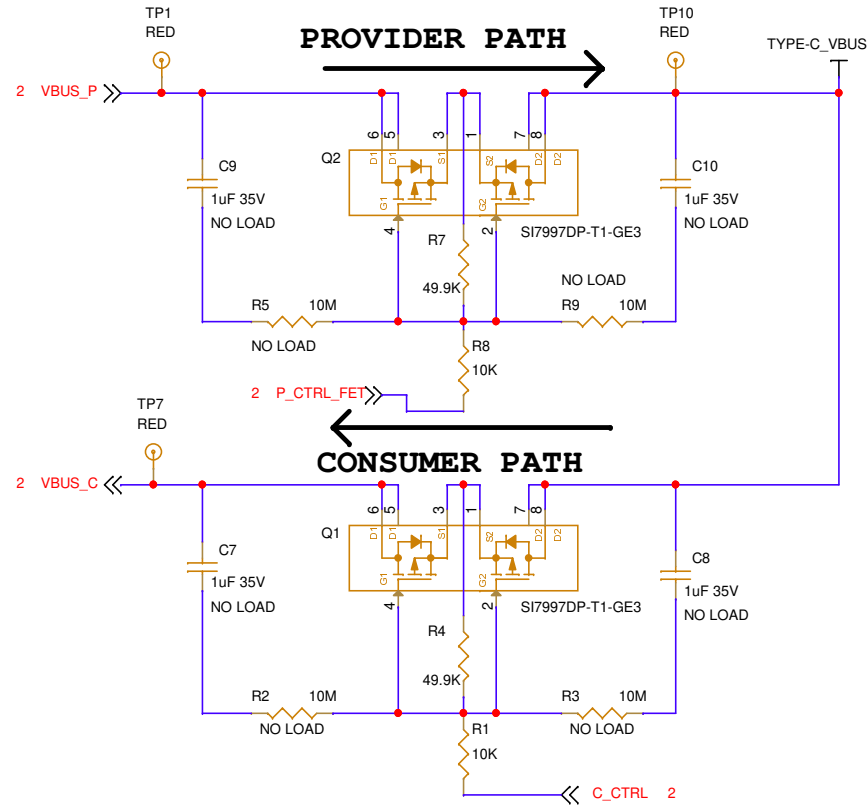 TP1
RED
PROVIDER PATH
TP10
RED
TYPE-C_VBUS
2 VBUS_P
6
5
3
1
7
8
Q2
D1
D1
S1
S2
D2
D2
G1
G2
C9
1uF 35V
NO LOAD
C10
1uF 35V
NO LOAD
4
2
SI7997DP-T1-GE3
R7
49.9K
NO LOAD
R5 10M
NO LOAD
R9 10M
R8
10K
2 P_CTRL_FET
TP7
RED
CONSUMER PATH
2 VBUS_C
6
5
3
1
7
8
Q1
D1
D1
S1
S2
D2
D2
G1
G2
C7
1uF 35V
NO LOAD
C8
1uF 35V
NO LOAD
4
2
SI7997DP-T1-GE3
R4
49.9K
R2 10M
NO LOAD
R3 10M
NO LOAD
R1
10K
C_CTRL 2